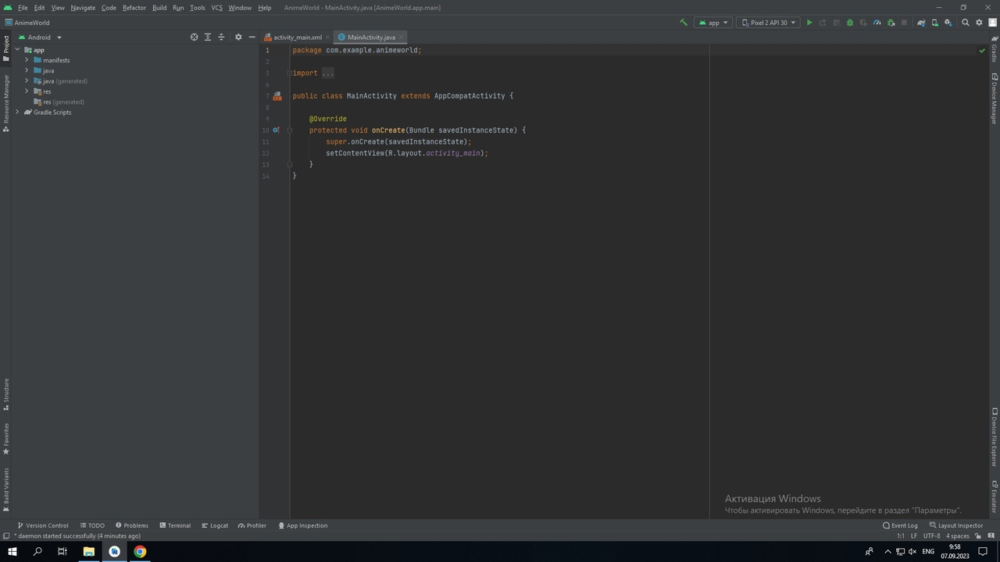 File Edit View Navigate Code Refactor Build Run Tools VCS Window Help AnimeWorld - MainActivity.java [AnimeWorld.app.main]
AnimeWorld
app
Pixel 2 API 30
Android
activity_main.xml
MainActivity.java
Project
Resource Manager
Structure
Favorites
Build Variants
app
manifests
java
java (generated)
res
res (generated)
Gradle Scripts
1 package com.example.animeworld;
2
3 import ...
6
7 public class MainActivity extends AppCompatActivity {
8
9 @Override
10 protected void onCreate(Bundle savedInstanceState) {
11 super.onCreate(savedInstanceState);
12 setContentView(R.layout.activity_main);
13 }
14 }
Gradle
Device Manager
Device File Explorer
Emulator
Активация Windows
Чтобы активировать Windows, перейдите в раздел "Параметры".
Version Control TODO Problems Terminal Logcat Profiler App Inspection
Event Log Layout Inspector
* daemon started successfully (4 minutes ago)
1:1 LF UTF-8 4 spaces
ENG
9:58
07.09.2023